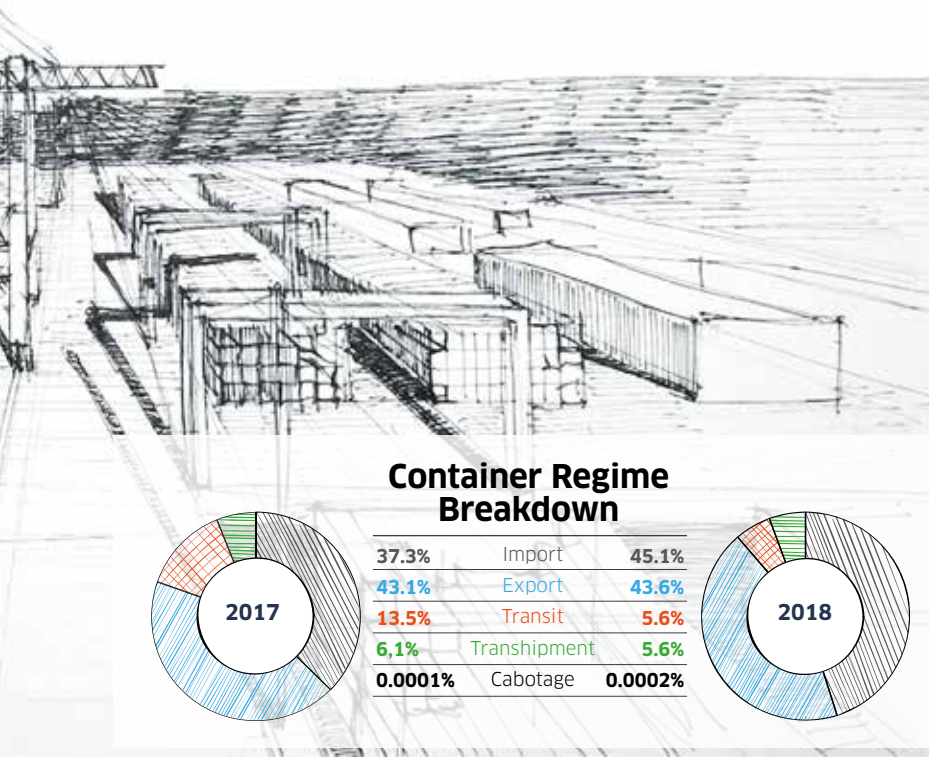 Container Regime
Breakdown
2017
37.3% Import 45.1%
43.1% Export 43.6%
13.5% Transit 5.6%
6,1% Transhipment 5.6%
0.0001% Cabotage 0.0002%
2018